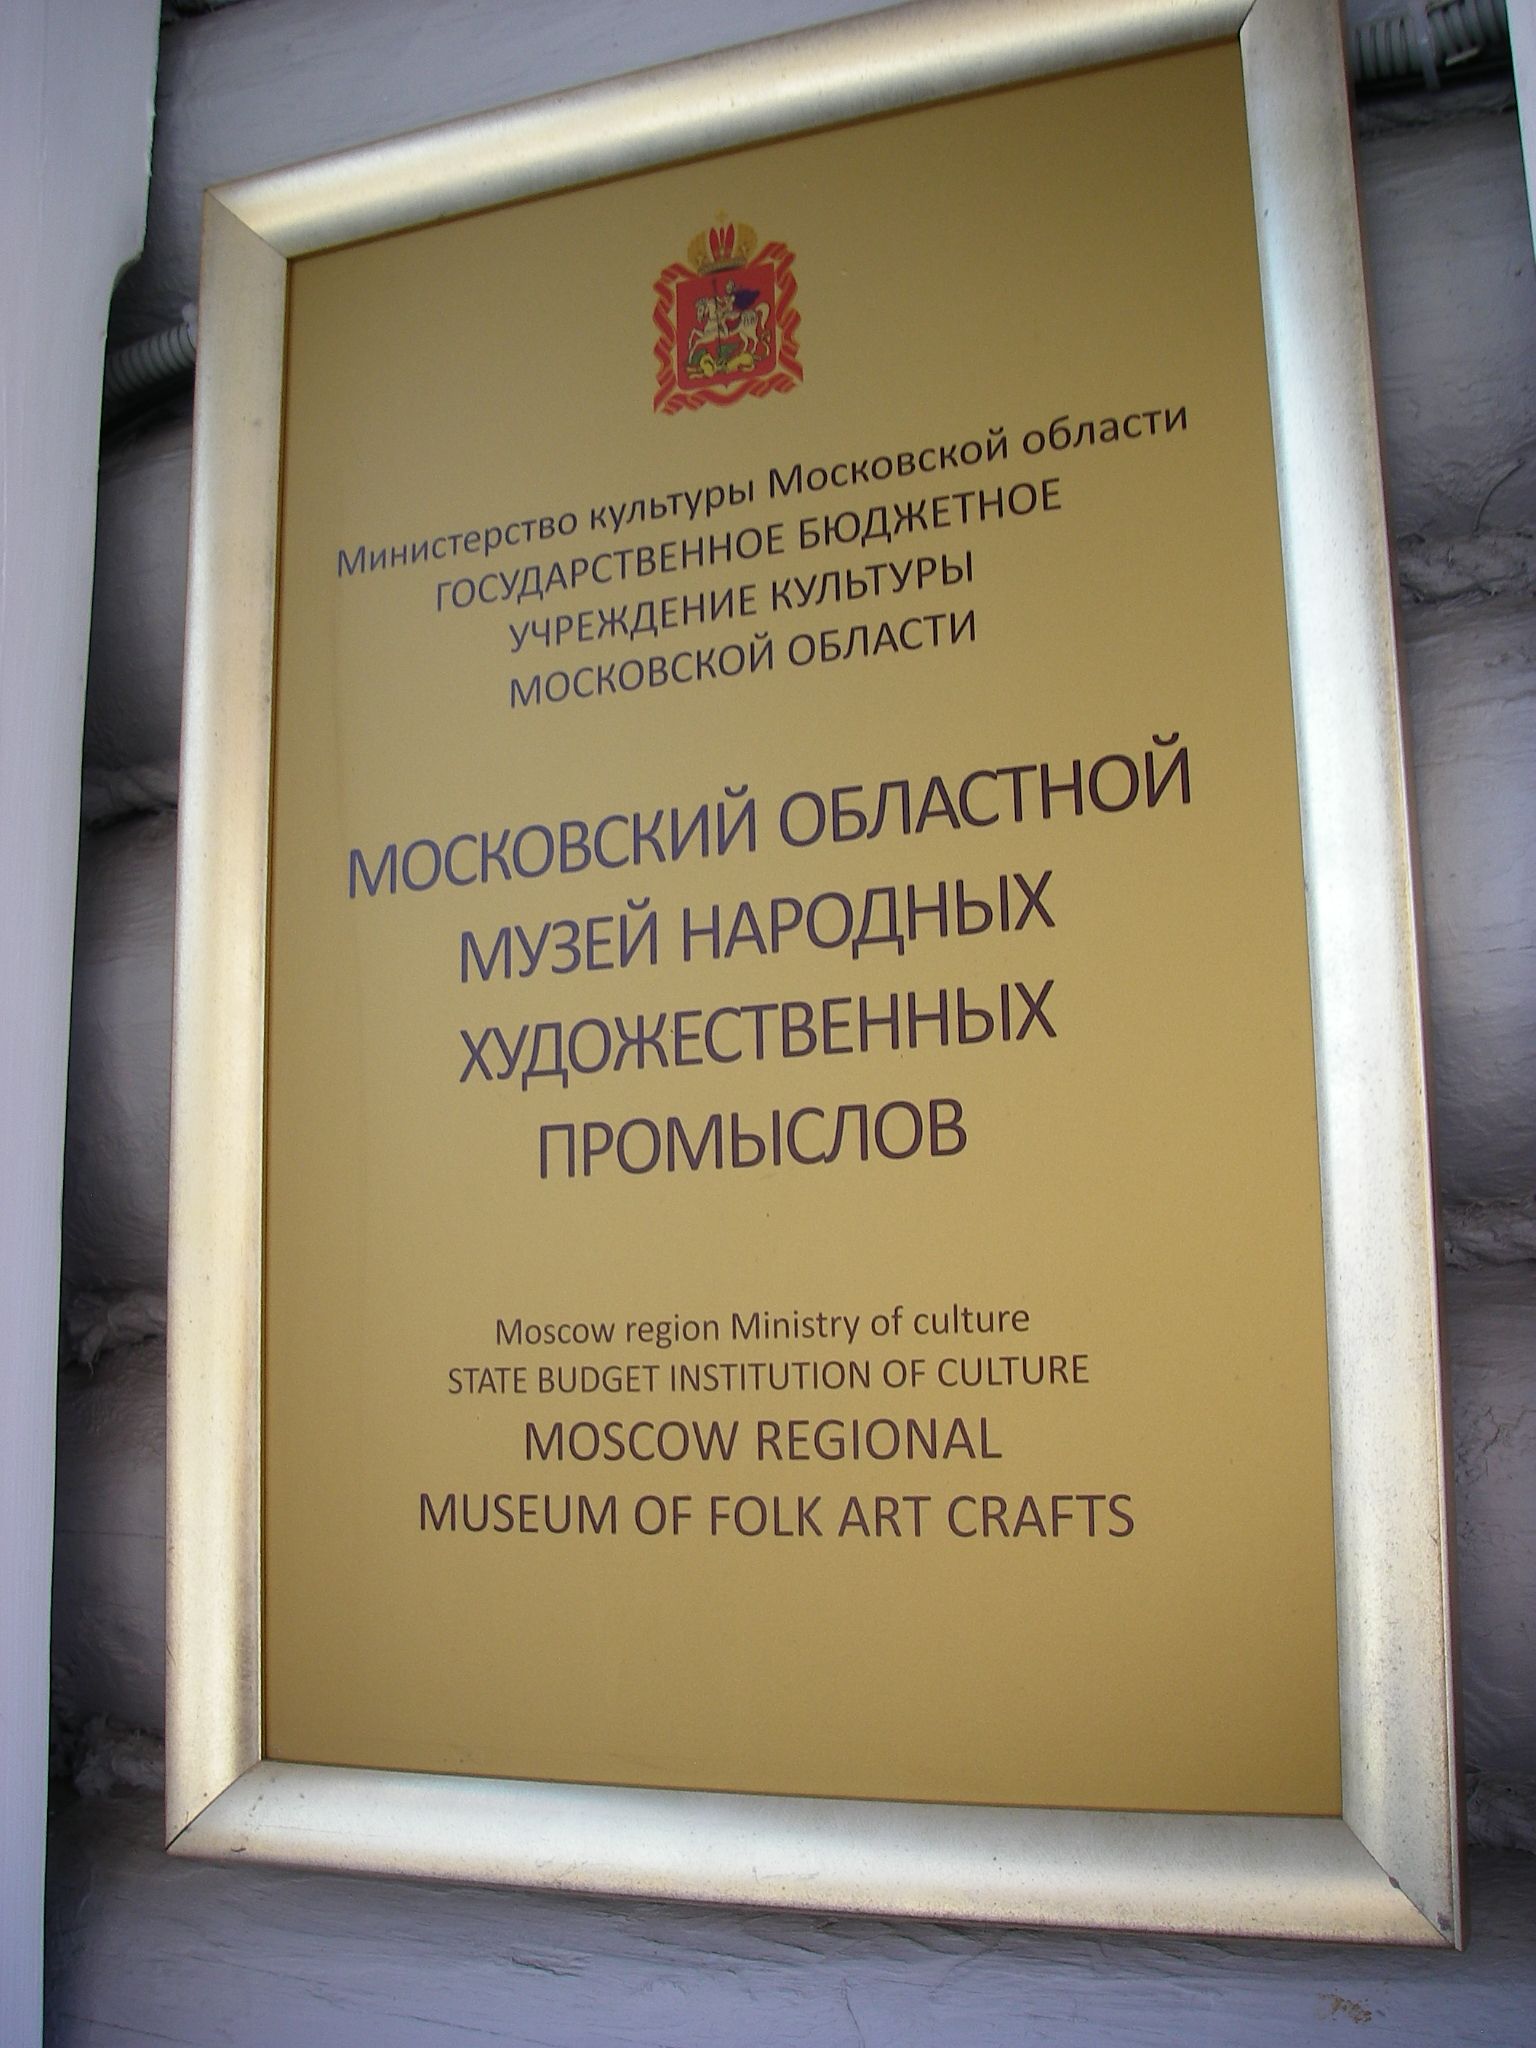 Министерство культуры Московской области
ГОСУДАРСТВЕННОЕ БЮДЖЕТНОЕ
УЧРЕЖДЕНИЕ КУЛЬТУРЫ
МОСКОВСКОЙ ОБЛАСТИ
МОСКОВСКИЙ ОБЛАСТНОЙ
МУЗЕЙ НАРОДНЫХ
ХУДОЖЕСТВЕННЫХ
ПРОМЫСЛОВ
Moscow region Ministry of culture
STATE BUDGET INSTITUTION OF CULTURE
MOSCOW REGIONAL
MUSEUM OF FOLK ART CRAFTS